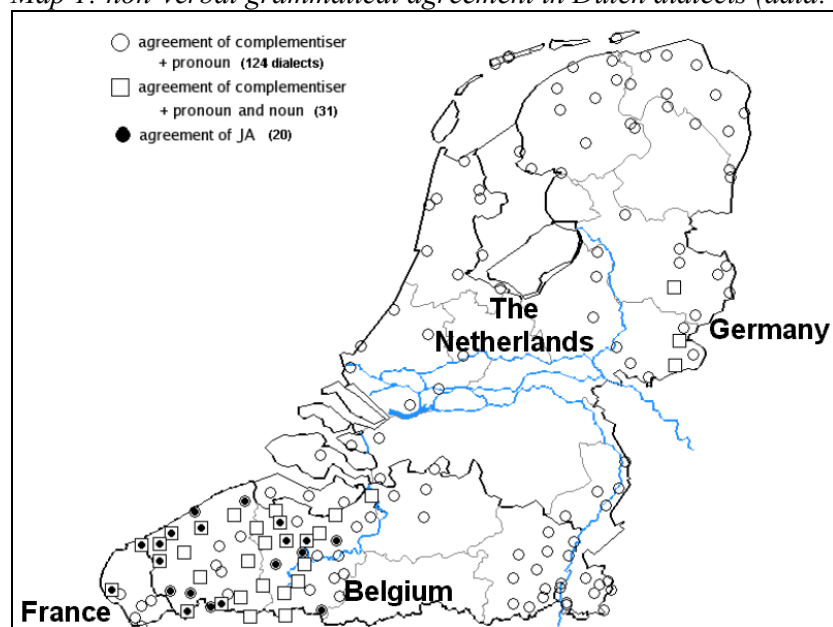 Map 1: non-verbal grammatical agreement in Dutch dialects (data:
agreement of complementiser
+ pronoun (124 dialects)
agreement of complementiser
+ pronoun and noun (31)
agreement of JA (20)
The
Netherlands
Germany
Belgium
France